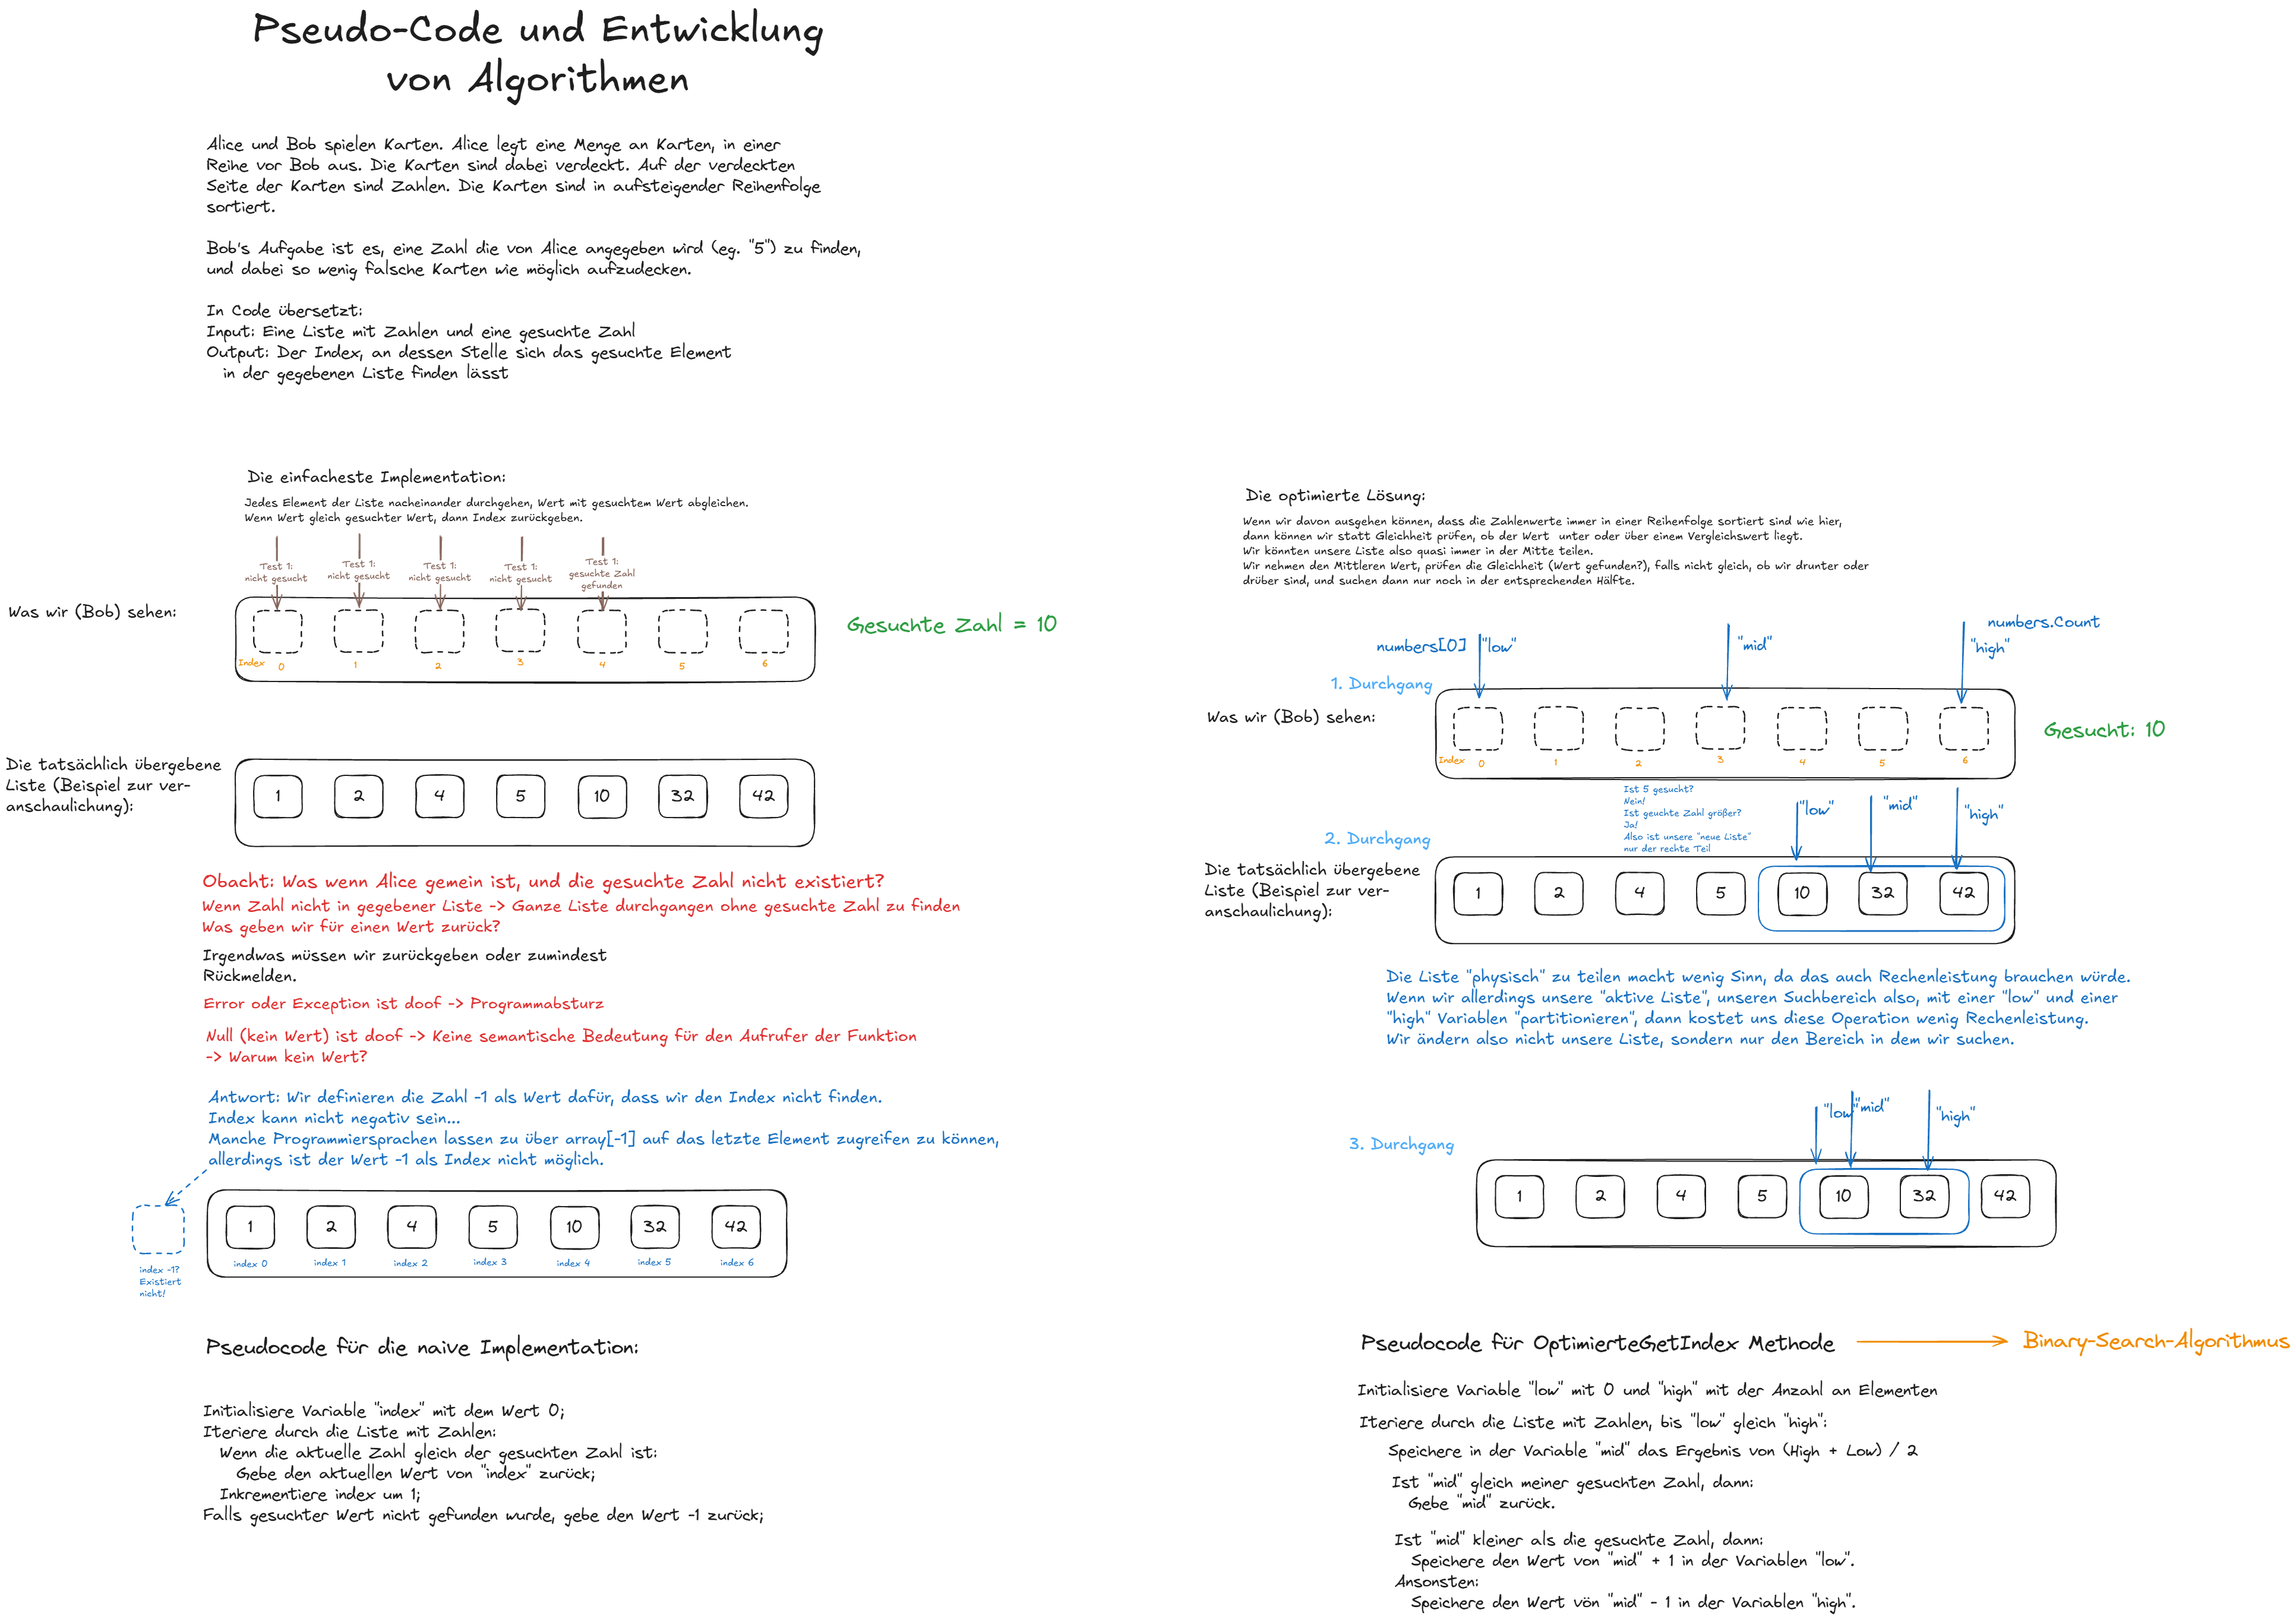 Pseudo-Code und Entwicklung
von Algorithmen
Alice und Bob spielen Karten. Alice legt eine Menge an Karten, in einer
Reihe vor Bob aus. Die Karten sind dabei verdeckt. Auf der verdeckten
Seite der Karten sind Zahlen. Die Karten sind in aufsteigender Reihenfolge
sortiert.
Bob's Aufgabe ist es, eine Zahl die von Alice angegeben wird (eg. "5") zu finden,
und dabei so wenig falsche Karten wie möglich aufzudecken.
In Code übersetzt:
Input: Eine Liste mit Zahlen und eine gesuchte Zahl
Output: Der Index, an dessen Stelle sich das gesuchte Element
in der gegebenen Liste finden lässt
Die einfacheste Implementation:
Jedes Element der Liste nacheinander durchgehen, Wert mit gesuchtem Wert abgleichen.
Wenn Wert gleich gesuchter Wert, dann Index zurückgeben.
Test 1:
nicht gesucht
Test 1:
nicht gesucht
Test 1:
nicht gesucht
Test 1:
nicht gesucht
Test 1:
gesuchte Zahl
gefunden
Was wir (Bob) sehen:
Gesuchte Zahl = 10
Index 0 1 2 3 4 5 6
Die tatsächlich übergebene
Liste (Beispiel zur ver-
anschaulichung):
1 2 4 5 10 32 42
Obacht: Was wenn Alice gemein ist, und die gesuchte Zahl nicht existiert?
Wenn Zahl nicht in gegebener Liste -> Ganze Liste durchgangen ohne gesuchte Zahl zu finden
Was geben wir für einen Wert zurück?
Irgendwas müssen wir zurückgeben oder zumindest
Rückmelden.
Error oder Exception ist doof -> Programmabsturz
Null (kein Wert) ist doof -> Keine semantische Bedeutung für den Aufrufer der Funktion
-> Warum kein Wert?
Antwort: Wir definieren die Zahl -1 als Wert dafür, dass wir den Index nicht finden.
Index kann nicht negativ sein...
Manche Programmiersprachen lassen zu über array[-1] auf das letzte Element zugreifen zu können,
allerdings ist der Wert -1 als Index nicht möglich.
1 2 4 5 10 32 42
index 0 index 1 index 2 index 3 index 4 index 5 index 6
index -1?
Existiert
nicht!
Pseudocode für die naive Implementation:
Initialisiere Variable "index" mit dem Wert 0;
Iteriere durch die Liste mit Zahlen:
Wenn die aktuelle Zahl gleich der gesuchten Zahl ist:
Gebe den aktuellen Wert von "index" zurück;
Inkrementiere index um 1;
Falls gesuchter Wert nicht gefunden wurde, gebe den Wert -1 zurück;
Die optimierte Lösung:
Wenn wir davon ausgehen können, dass die Zahlenwerte immer in einer Reihenfolge sortiert sind wie hier,
dann können wir statt Gleichheit prüfen, ob der Wert unter oder über einem Vergleichswert liegt.
Wir könnten unsere Liste also quasi immer in der Mitte teilen.
Wir nehmen den Mittleren Wert, prüfen die Gleichheit (Wert gefunden?), falls nicht gleich, ob wir drunter oder
drüber sind, und suchen dann nur noch in der entsprechenden Hälfte.
numbers.Count
numbers[0] "low" "mid" "high"
1. Durchgang
Was wir (Bob) sehen:
Gesucht: 10
Index 0 1 2 3 4 5 6
Ist 5 gesucht?
Nein!
Ist geuchte Zahl größer?
Ja!
Also ist unsere "neue Liste"
nur der rechte Teil
"low" "mid" "high"
2. Durchgang
Die tatsächlich übergebene
Liste (Beispiel zur ver-
anschaulichung):
1 2 4 5 10 32 42
Die Liste "physisch" zu teilen macht wenig Sinn, da das auch Rechenleistung brauchen würde.
Wenn wir allerdings unsere "aktive Liste", unseren Suchbereich also, mit einer "low" und einer
"high" Variablen "partitionieren", dann kostet uns diese Operation wenig Rechenleistung.
Wir ändern also nicht unsere Liste, sondern nur den Bereich in dem wir suchen.
"low" "mid" "high"
3. Durchgang
1 2 4 5 10 32 42
Pseudocode für OptimierteGetIndex Methode
Binary-Search-Algorithmus
Initialisiere Variable "low" mit 0 und "high" mit der Anzahl an Elementen
Iteriere durch die Liste mit Zahlen, bis "low" gleich "high":
Speichere in der Variable "mid" das Ergebnis von (High + Low) / 2
Ist "mid" gleich meiner gesuchten Zahl, dann:
Gebe "mid" zurück.
Ist "mid" kleiner als die gesuchte Zahl, dann:
Speichere den Wert von "mid" + 1 in der Variablen "low".
Ansonsten:
Speichere den Wert vön "mid" - 1 in der Variablen "high".